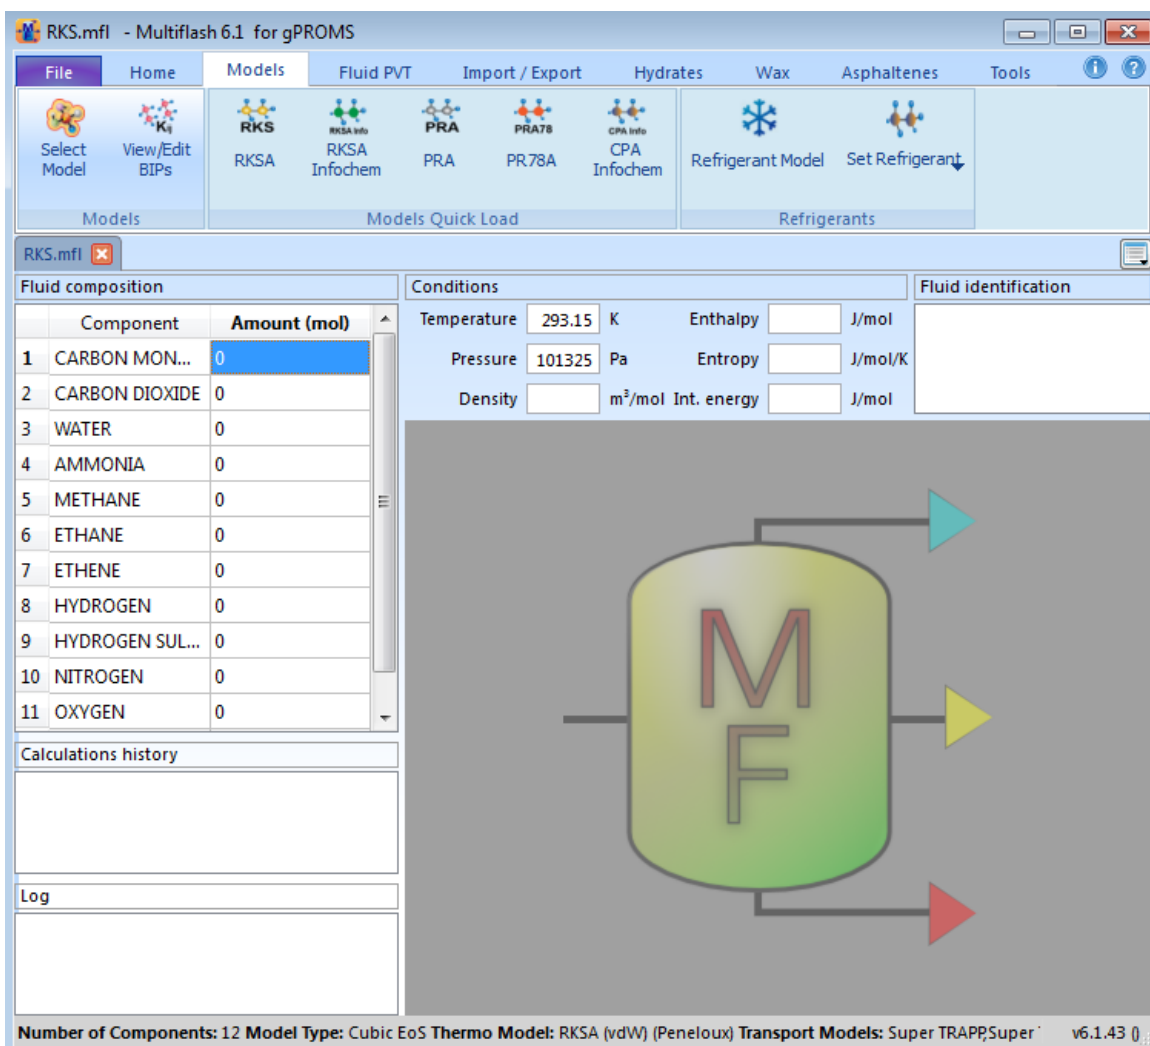 RKS.mfl - Multiflash 6.1 for gPROMS
File Home Models Fluid PVT Import / Export Hydrates Wax Asphaltenes Tools
Kij RKS RKSA Info PRA PRA78 CPA Info
Select Model View/Edit BIPs RKSA RKSA Infochem PRA PR78A CPA Infochem Refrigerant Model Set Refrigerant
Models Models Quick Load Refrigerants
RKS.mfl
Fluid composition Conditions Fluid identification
Component Amount (mol) Temperature 293.15 K Enthalpy J/mol
1 CARBON MON... 0 Pressure 101325 Pa Entropy J/mol/K
2 CARBON DIOXIDE 0 Density m³/mol Int. energy J/mol
3 WATER 0
4 AMMONIA 0
5 METHANE 0
6 ETHANE 0
7 ETHENE 0
8 HYDROGEN 0
9 HYDROGEN SUL... 0
10 NITROGEN 0
11 OXYGEN 0
M
F
Calculations history
Log
Number of Components: 12 Model Type: Cubic EoS Thermo Model: RKSA (vdW) (Peneloux) Transport Models: Super TRAPP,Super v6.1.43 ()